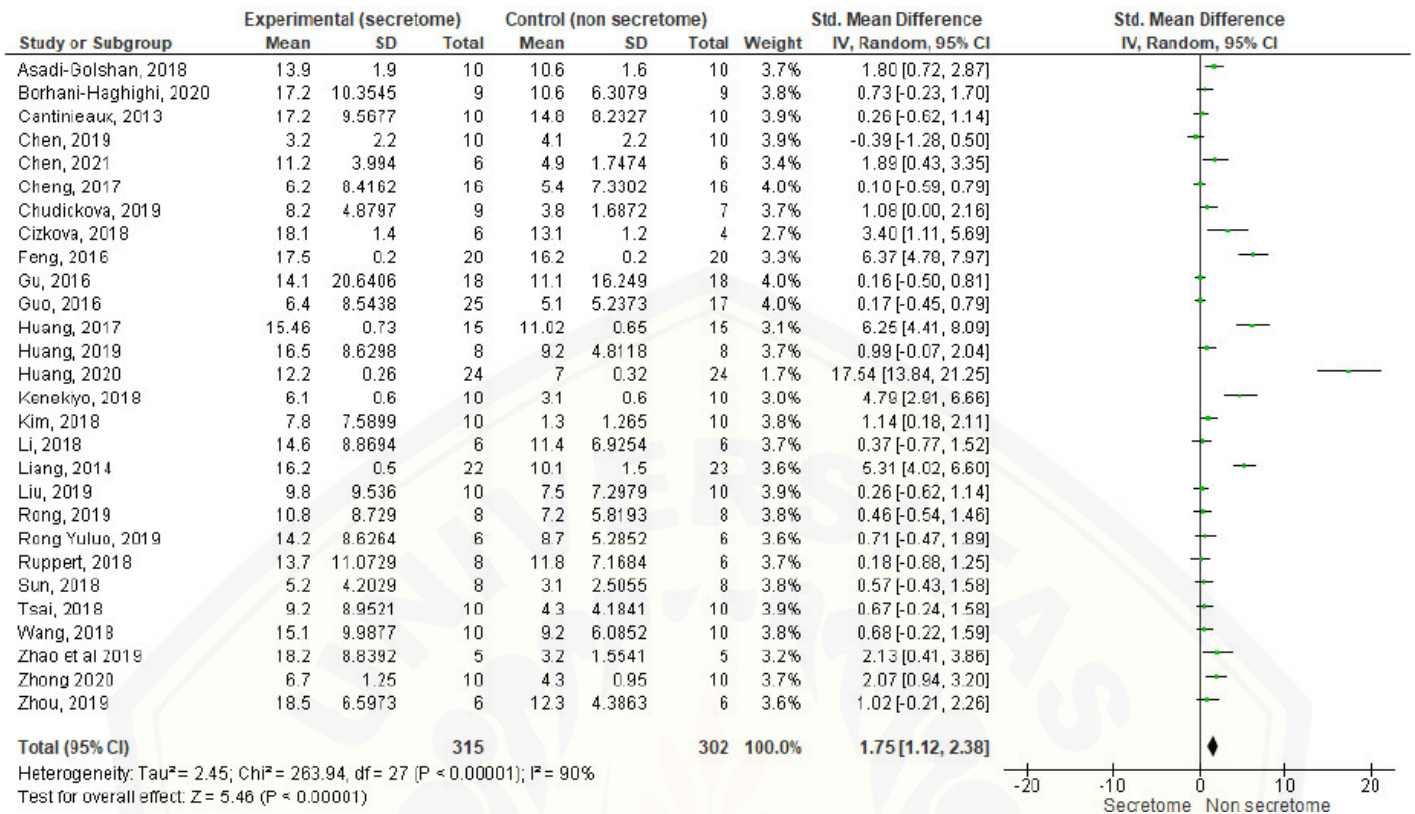 Experimental (secretome) Control (non secretome) Std. Mean Difference Std. Mean Difference
Study or Subgroup Mean SD Total Mean SD Total Weight IV, Random, 95% CI IV, Random, 95% CI
Asadi-Golshan, 2018 13.9 1.9 10 10.6 1.6 10 3.7% 1.80 [0.72, 2.87]
Borhani-Haghighi, 2020 17.2 10.3545 9 10.6 6.3079 9 3.8% 0.73 [-0.23, 1.70]
Cantinieaux, 2013 17.2 9.5677 10 14.8 8.2327 10 3.9% 0.26 [-0.62, 1.14]
Chen, 2019 3.2 2.2 10 4.1 2.2 10 3.9% -0.39 [-1.28, 0.50]
Chen, 2021 11.2 3.994 6 4.9 1.7474 6 3.4% 1.89 [0.43, 3.35]
Cheng, 2017 6.2 8.4162 16 5.4 7.3302 16 4.0% 0.10 [-0.59, 0.79]
Chudickova, 2019 8.2 4.8797 9 3.8 1.6872 7 3.7% 1.08 [0.00, 2.16]
Cizkova, 2018 18.1 1.4 6 13.1 1.2 4 2.7% 3.40 [1.11, 5.69]
Feng, 2016 17.5 0.2 20 16.2 0.2 20 3.3% 6.37 [4.78, 7.97]
Gu, 2016 14.1 20.6406 18 11.1 16.249 18 4.0% 0.16 [-0.50, 0.81]
Guo, 2016 6.4 8.5438 25 5.1 5.2373 17 4.0% 0.17 [-0.45, 0.79]
Huang, 2017 15.46 0.73 15 11.02 0.65 15 3.1% 6.25 [4.41, 8.09]
Huang, 2019 16.5 8.6298 8 9.2 4.8118 8 3.7% 0.99 [-0.07, 2.04]
Huang, 2020 12.2 0.26 24 7 0.32 24 1.7% 17.54 [13.84, 21.25]
Kenekiyo, 2018 6.1 0.6 10 3.1 0.6 10 3.1% 4.79 [2.91, 6.66]
Kim, 2018 7.8 7.5899 10 1.3 1.265 10 3.8% 1.14 [0.18, 2.11]
Li, 2018 14.6 8.8694 6 11.4 6.9254 6 3.7% 0.37 [-0.77, 1.52]
Liang, 2014 16.2 0.5 22 10.1 1.5 23 3.6% 5.31 [4.02, 6.60]
Liu, 2019 9.8 9.536 10 7.5 7.2979 10 3.9% 0.26 [-0.62, 1.14]
Rong, 2019 10.8 8.729 8 7.2 5.8193 8 3.8% 0.46 [-0.54, 1.46]
Rong Yuluo, 2019 14.2 8.6264 6 8.7 5.2852 6 3.6% 0.71 [-0.47, 1.89]
Ruppert, 2018 13.7 11.0729 8 11.8 7.1684 6 3.7% 0.18 [-0.88, 1.25]
Sun, 2018 5.2 4.2029 8 3.1 2.5055 8 3.8% 0.57 [-0.43, 1.58]
Tsai, 2018 9.2 8.9521 10 4.3 4.1841 10 3.9% 0.67 [-0.24, 1.58]
Wang, 2018 15.1 9.9877 10 9.2 6.0852 10 3.8% 0.68 [-0.22, 1.59]
Zhao et al 2019 18.2 8.8392 5 3.2 1.5541 5 3.2% 2.13 [0.41, 3.86]
Zhong 2020 6.7 1.25 10 4.3 0.95 10 3.7% 2.07 [0.94, 3.20]
Zhou, 2019 18.5 6.5973 6 12.3 4.3863 6 3.6% 1.02 [-0.21, 2.26]
Total (95% CI) 315 302 100.0% 1.75 [1.12, 2.38]
Heterogeneity: Tau² = 2.45; Chi² = 263.94, df = 27 (P < 0.00001); I² = 90%
Test for overall effect: Z = 5.46 (P < 0.00001)
-20 -10 0 10 20
Secretome Non secretome
UNIVERSITAS